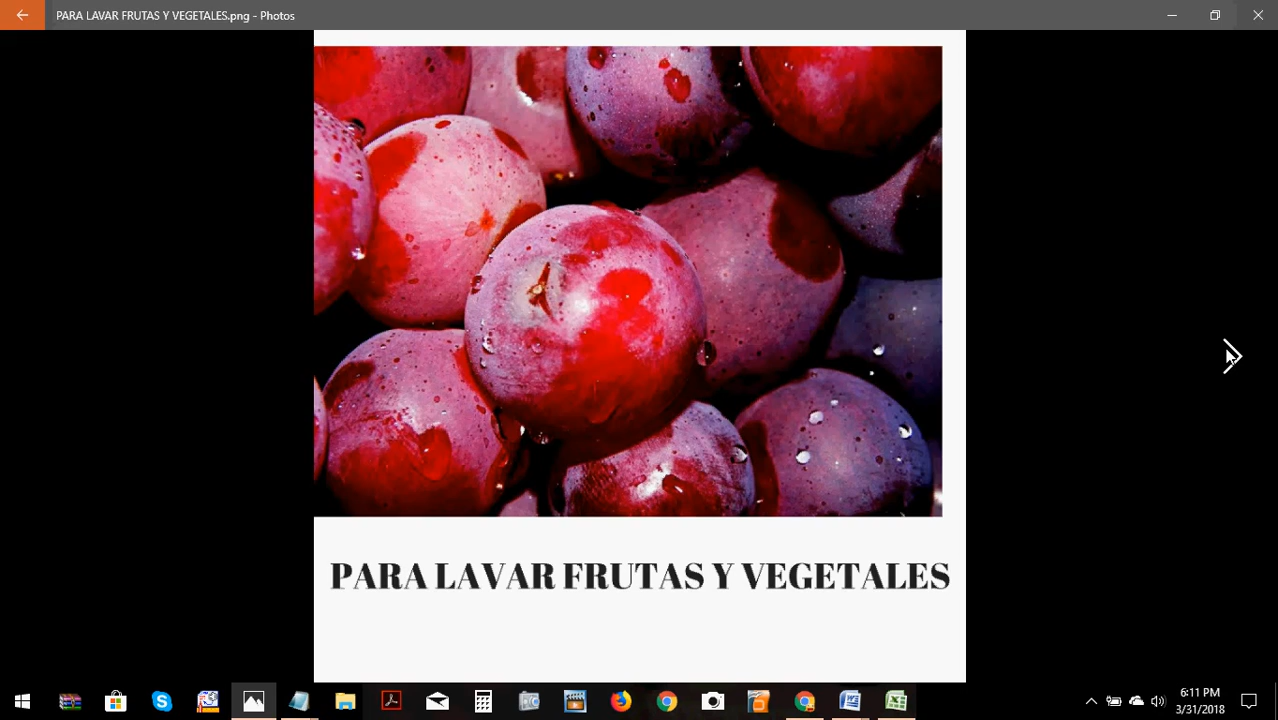 PARA LAVAR FRUTAS Y VEGETALES.png - Photos
PARA LAVAR FRUTAS Y VEGETALES
6:11 PM
3/31/2018